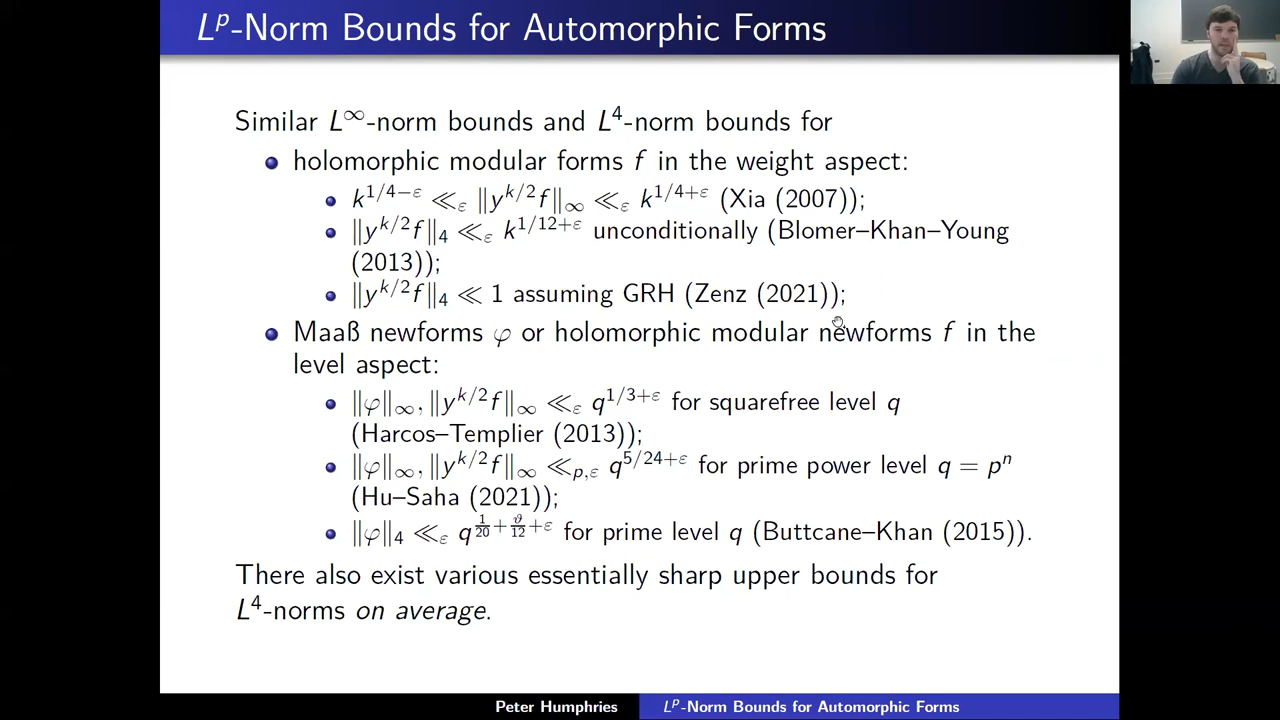 L^p-Norm Bounds for Automorphic Forms
Similar L^∞-norm bounds and L^4-norm bounds for
holomorphic modular forms f in the weight aspect:
k^{1/4−ε} ≪_ε ‖y^{k/2}f‖_∞ ≪_ε k^{1/4+ε} (Xia (2007));
‖y^{k/2}f‖_4 ≪_ε k^{1/12+ε} unconditionally (Blomer–Khan–Young
(2013));
‖y^{k/2}f‖_4 ≪ 1 assuming GRH (Zenz (2021));
Maaß newforms φ or holomorphic modular newforms f in the
level aspect:
‖φ‖_∞, ‖y^{k/2}f‖_∞ ≪_ε q^{1/3+ε} for squarefree level q
(Harcos–Templier (2013));
‖φ‖_∞, ‖y^{k/2}f‖_∞ ≪_{p,ε} q^{5/24+ε} for prime power level q = p^n
(Hu–Saha (2021));
‖φ‖_4 ≪_ε q^{1/20+ϑ/12+ε} for prime level q (Buttcane–Khan (2015)).
There also exist various essentially sharp upper bounds for
L^4-norms on average.
Peter Humphries L^p-Norm Bounds for Automorphic Forms